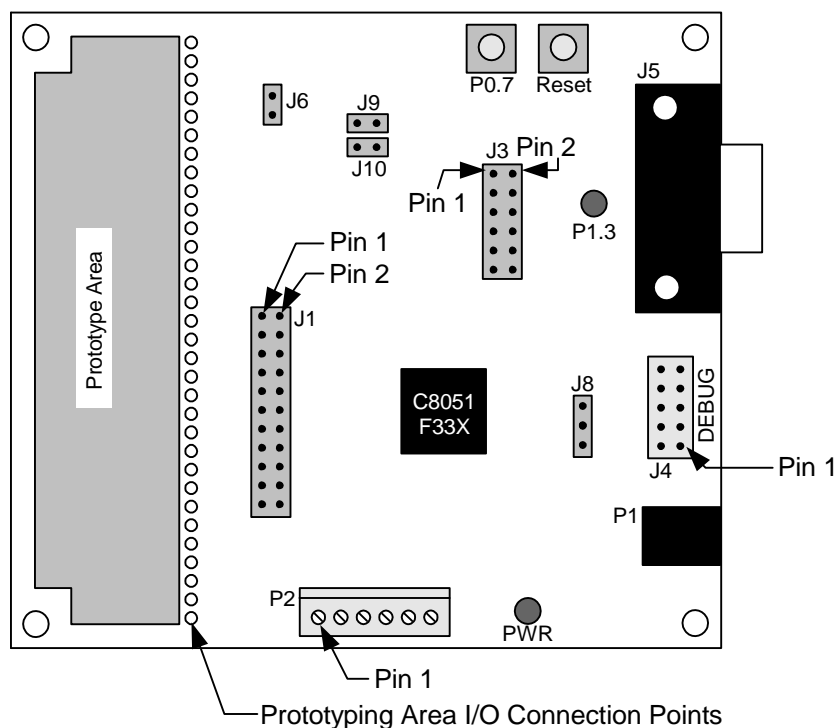 P0.7
Reset
J5
J6
J9
J10
J3
Pin 2
Pin 1
P1.3
Pin 1
Pin 2
J1
Prototype Area
C8051
F33X
J8
DEBUG
J4
Pin 1
P1
P2
PWR
Pin 1
Prototyping Area I/O Connection Points